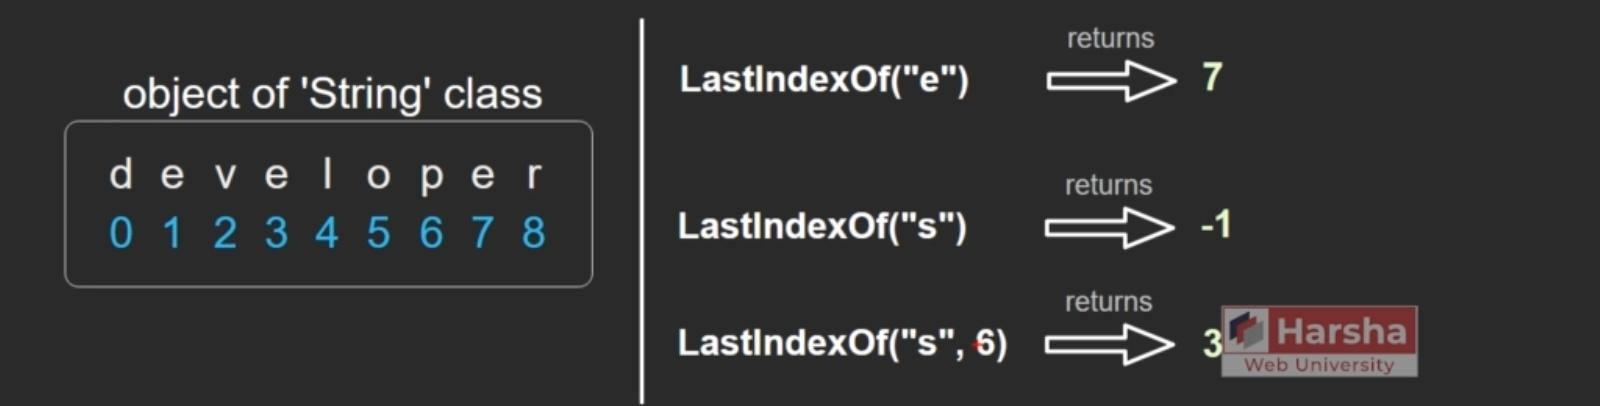 object of 'String' class
d e v e l o p e r
0 1 2 3 4 5 6 7 8
returns
LastIndexOf("e") 7
returns
LastIndexOf("s") -1
returns
LastIndexOf("s", 6) 3
Harsha
Web University